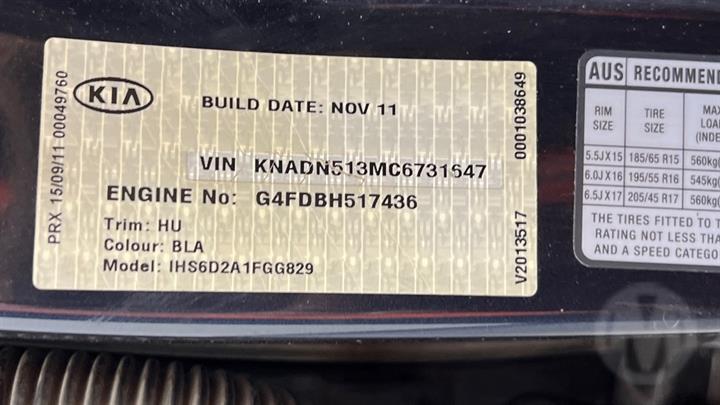 PRX 15/09/11 00049760
KIA
BUILD DATE: NOV 11
VIN KNADN513MC6731647
ENGINE No: G4FDBH517436
Trim: HU
Colour: BLA
Model: IHS6D2A1FGG829
V2013517 0001038649
AUS RECOMMEN
RIM SIZE TIRE SIZE MAX LOA (INDE
5.5JX15 185/65 R15 560kg(
6.0JX16 195/55 R16 545kg(
6.5JX17 205/45 R17 560kg(
THE TIRES FITTED TO T
RATING NOT LESS THA
AND A SPEED CATEGO